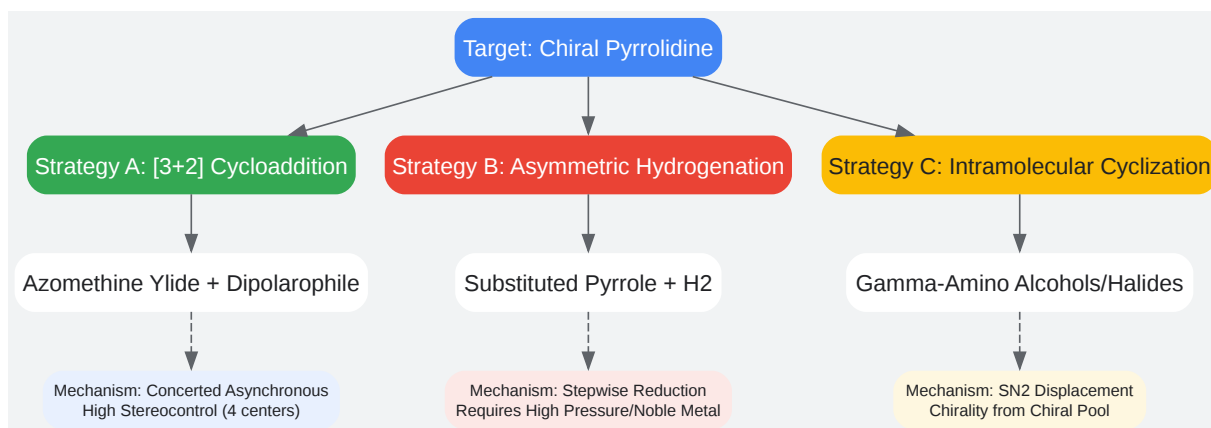 Target: Chiral Pyrrolidine
Strategy A: [3+2] Cycloaddition
Strategy B: Asymmetric Hydrogenation
Strategy C: Intramolecular Cyclization
Azomethine Ylide + Dipolarophile
Substituted Pyrrole + H2
Gamma-Amino Alcohols/Halides
Mechanism: Concerted Asynchronous
High Stereocontrol (4 centers)
Mechanism: Stepwise Reduction
Requires High Pressure/Noble Metal
Mechanism: SN2 Displacement
Chirality from Chiral Pool